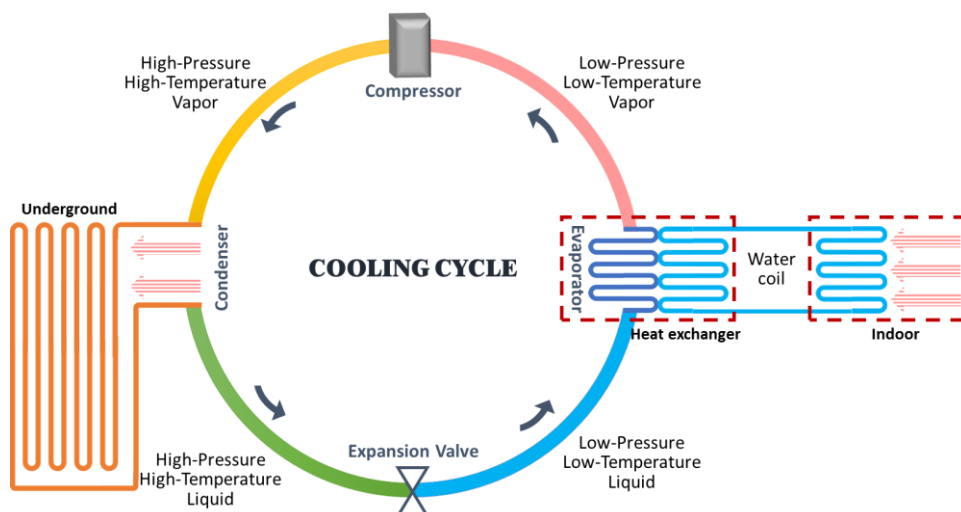 High-Pressure
High-Temperature
Vapor
Compressor
Low-Pressure
Low-Temperature
Vapor
Underground
Condenser
COOLING CYCLE
Evaporator
Water
coil
Heat exchanger
Indoor
High-Pressure
High-Temperature
Liquid
Expansion Valve
Low-Pressure
Low-Temperature
Liquid